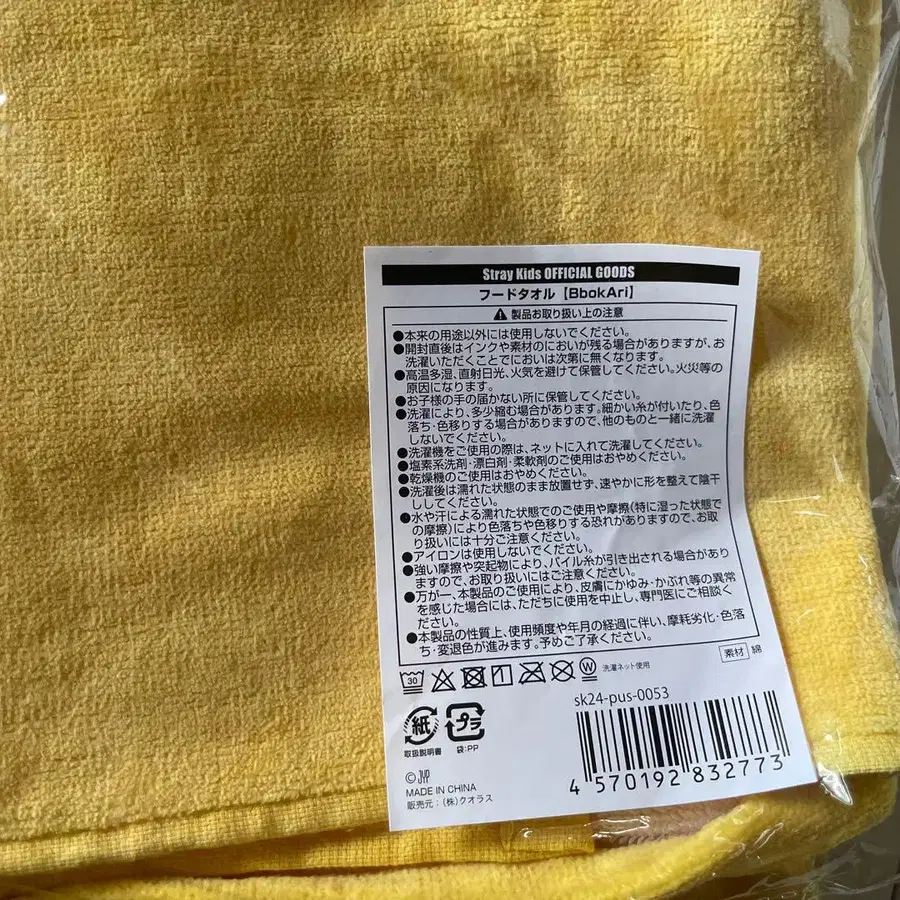 Stray Kids OFFICIAL GOODS
フードタオル【BbokAri】
製品お取り扱い上の注意
●本来の用途以外には使用しないでください。
●開封直後はインクや素材のにおいが残る場合がありますが、お
洗濯いただくことでにおいは次第に無くなります。
●高温多湿、直射日光、火気を避けて保管してください。火災等の
原因になります。
●お子様の手の届かない所に保管してください。
●洗濯により、多少縮む場合があります。細かい糸が付いたり、色
落ち・色移りする場合がありますので、他のものと一緒に洗濯
しないでください。
●洗濯機をご使用の際は、ネットに入れて洗濯してください。
●塩素系洗剤・漂白剤・柔軟剤のご使用はおやめください。
●乾燥機のご使用はおやめください。
●洗濯後は濡れた状態のまま放置せず、速やかに形を整えて陰干
ししてください。
●水や汗による濡れた状態でのご使用や摩擦(特に湿った状態で
の摩擦)により色落ちや色移りする恐れがありますので、お取
り扱いには十分ご注意ください。
●アイロンは使用しないでください。
●強い摩擦や突起物により、パイル糸が引き出される場合があり
ますので、お取り扱いにはご注意ください。
●万が一、本製品のご使用により、皮膚にかゆみ・かぶれ等の異常
を感じた場合には、ただちに使用を中止し、専門医にご相談く
ださい。
●本製品の性質上、使用頻度や年月の経過に伴い、摩耗劣化・色落
ち・変退色が進みます。予めご了承ください。
素材 綿
30 W 洗濯ネット使用
sk24-pus-0053
紙 プラ
取扱説明書 袋:PP
4 570192 832773
©JYP
MADE IN CHINA
販売元:(株)クオラス